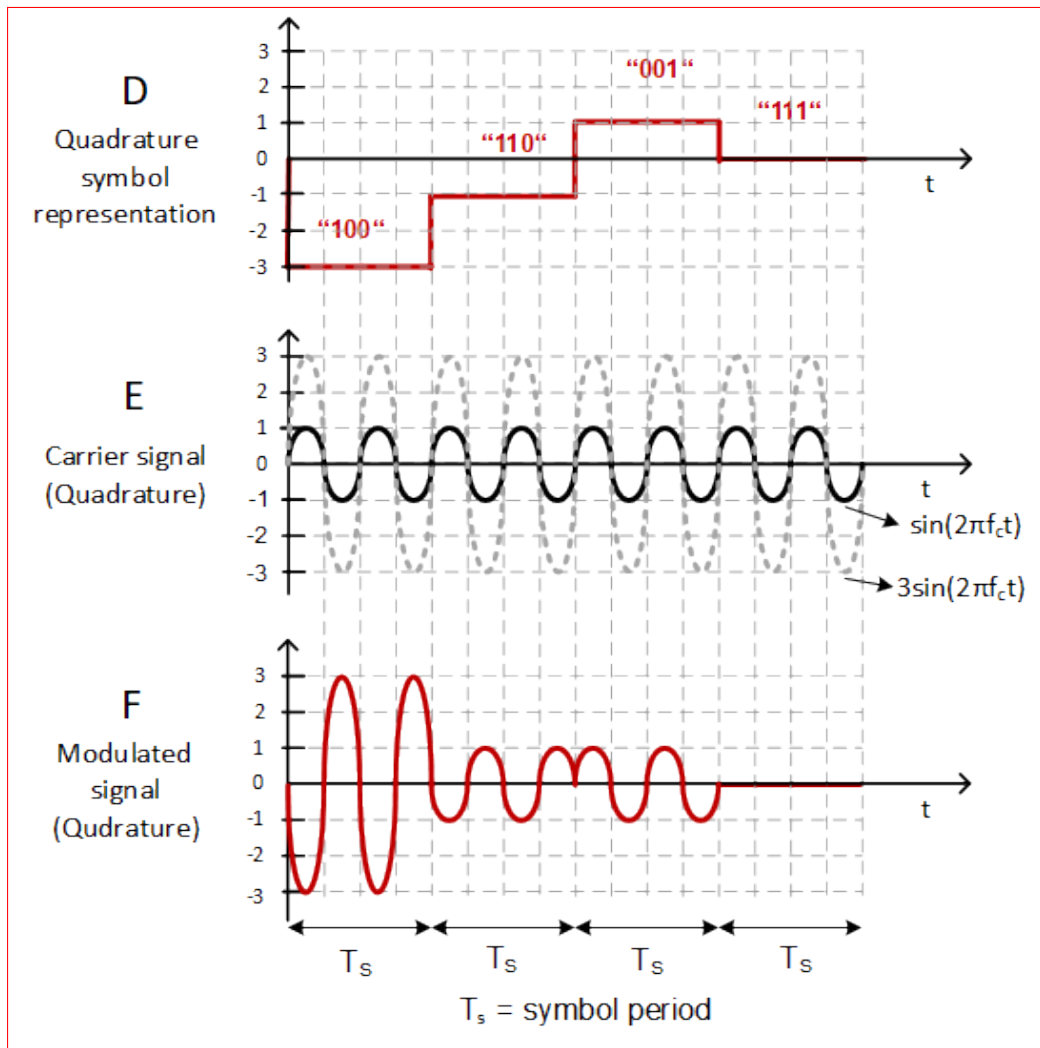 D
Quadrature
symbol
representation
3
2
1
0
-1
-2
-3
“100“
“110“
“001“
“111“
t
E
Carrier signal
(Quadrature)
3
2
1
0
-1
-2
-3
t
sin(2πf꜀t)
3sin(2πf꜀t)
F
Modulated
signal
(Qudrature)
3
2
1
0
-1
-2
-3
t
Tₛ Tₛ Tₛ Tₛ
Tₛ = symbol period